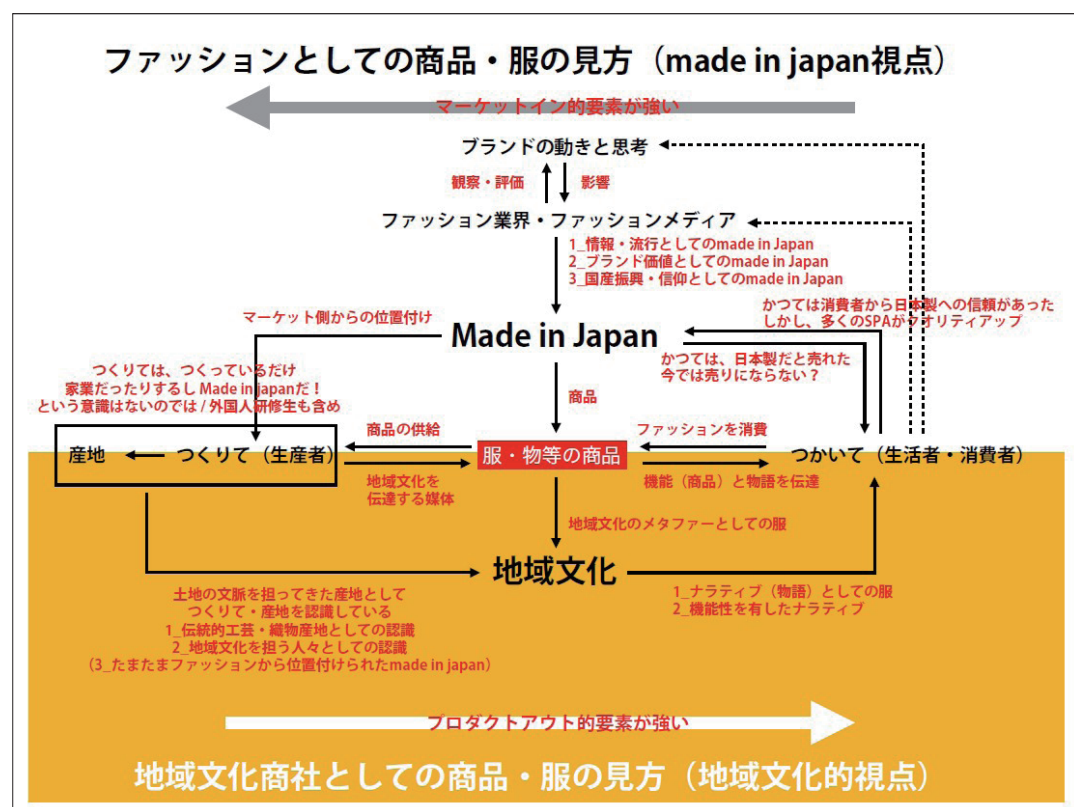 ファッションとしての商品・服の見方（made in japan視点）
マーケットイン的要素が強い
ブランドの動きと思考
観察・評価
影響
ファッション業界・ファッションメディア
1_情報・流行としてのmade in Japan
2_ブランド価値としてのmade in Japan
3_国産振興・信仰としてのmade in Japan
かつては消費者から日本製への信頼があった
しかし、多くのSPAがクオリティアップ
マーケット側からの位置付け
Made in Japan
かつては、日本製だと売れた
今では売りにならない？
つくりては、つくっているだけ
家業だったりするし Made in japanだ！
という意識はないのでは / 外国人研修生も含め
商品
商品の供給
ファッションを消費
産地
つくりて（生産者）
服・物等の商品
つかいて（生活者・消費者）
地域文化を
伝達する媒体
機能（商品）と物語を伝達
地域文化のメタファーとしての服
地域文化
土地の文脈を担ってきた産地として
つくりて・産地を認識している
1_伝統的工芸・織物産地としての認識
2_地域文化を担う人々としての認識
（3_たまたまファッションから位置付けられたmade in japan）
1_ナラティブ（物語）としての服
2_機能性を有したナラティブ
プロダクトアウト的要素が強い
地域文化商社としての商品・服の見方（地域文化的視点）